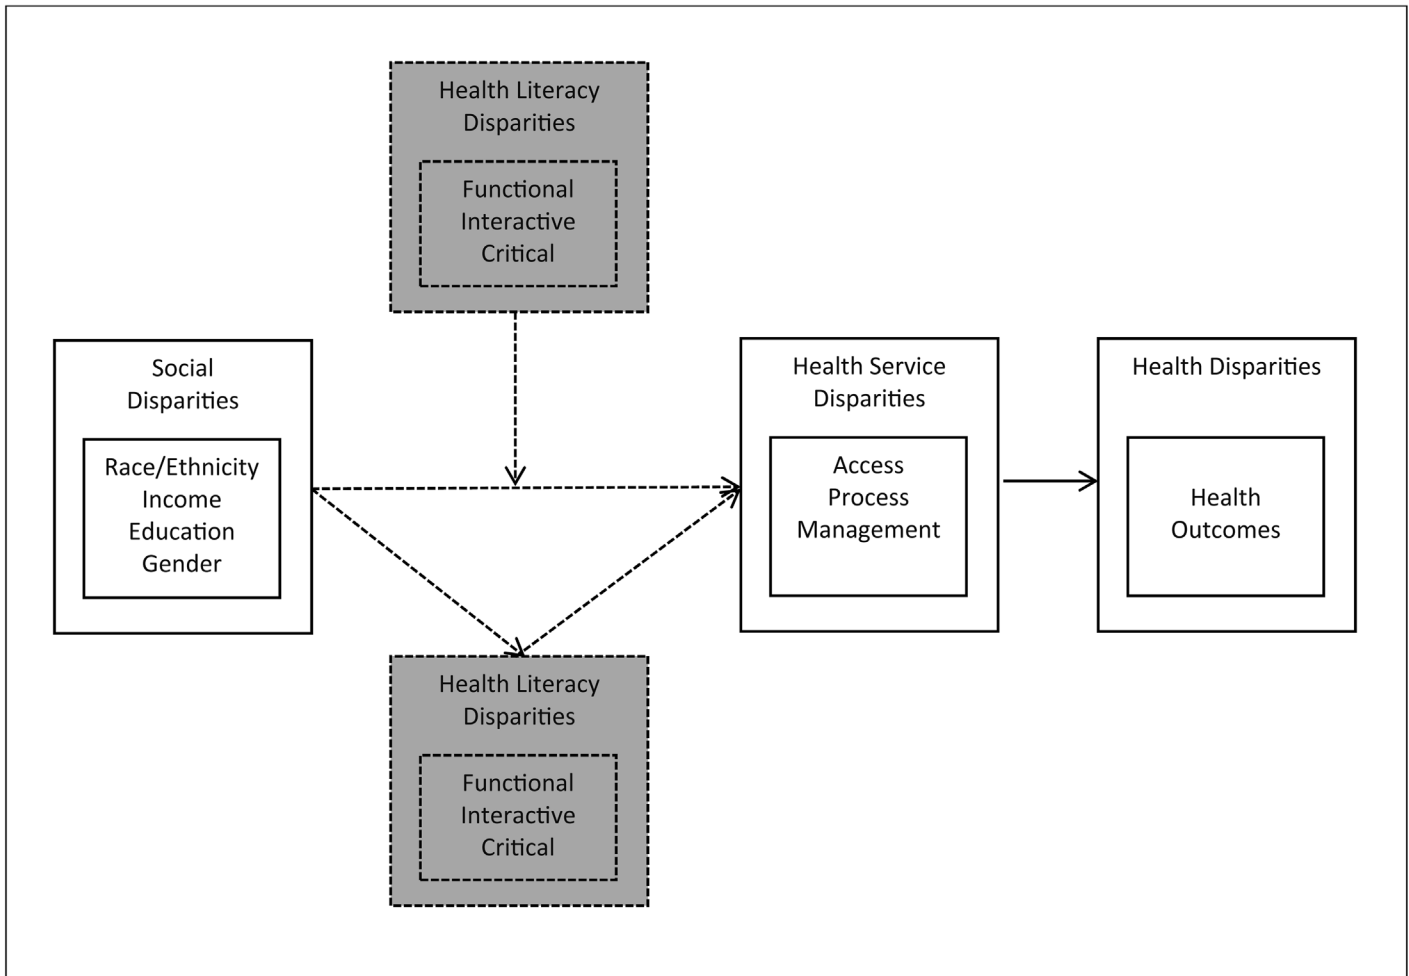 Health Literacy
Disparities
Functional
Interactive
Critical
Social
Disparities
Race/Ethnicity
Income
Education
Gender
Health Service
Disparities
Access
Process
Management
Health Disparities
Health
Outcomes
Health Literacy
Disparities
Functional
Interactive
Critical